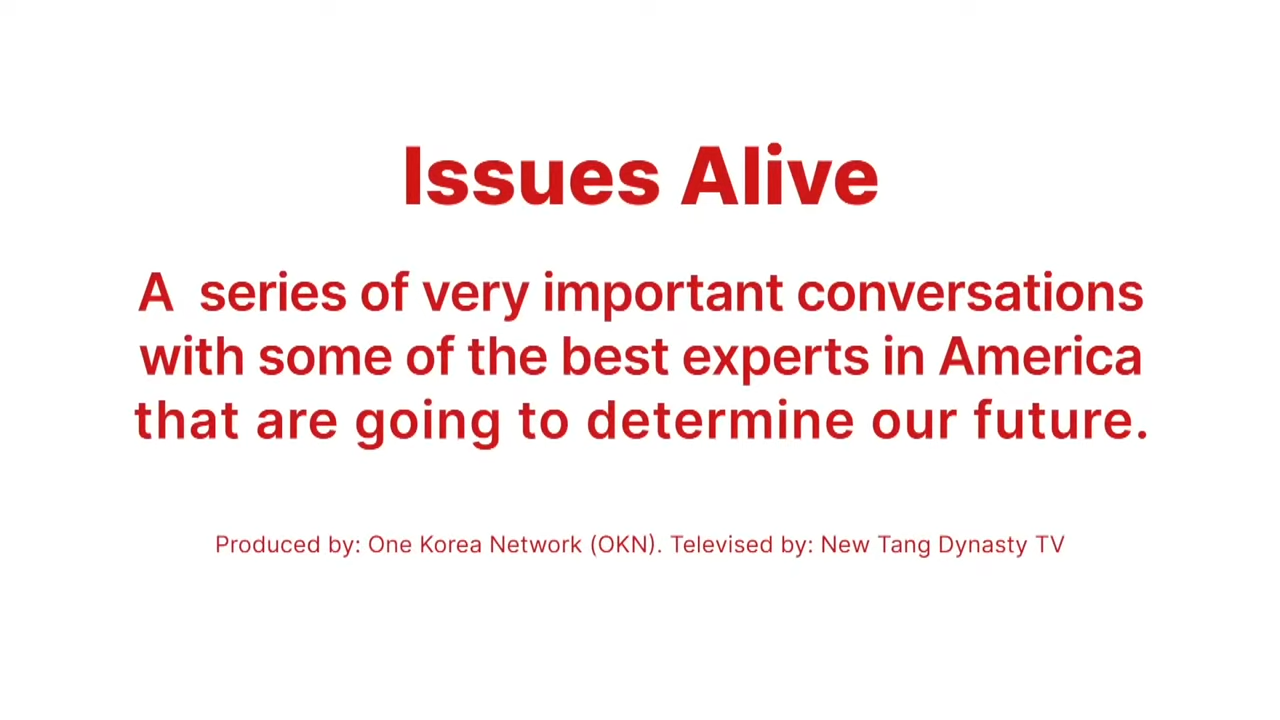 Issues Alive
A  series of very important conversations
with some of the best experts in America
that are going to determine our future.
Produced by: One Korea Network (OKN). Televised by: New Tang Dynasty TV